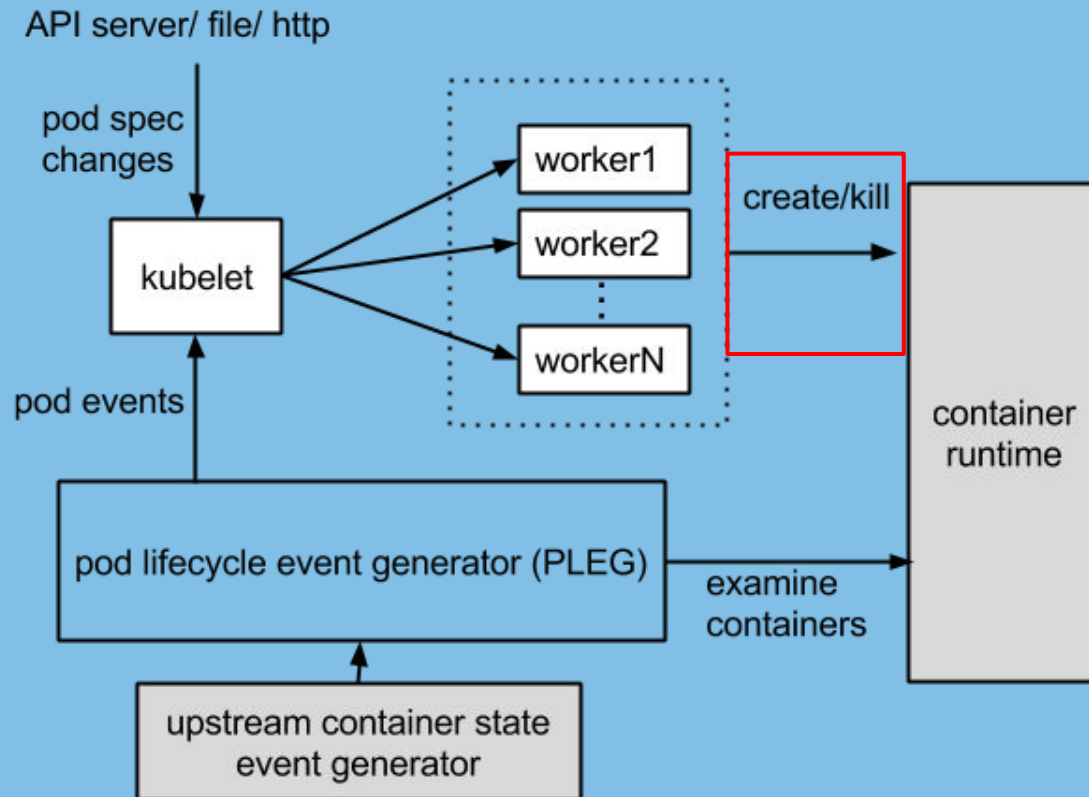 API server/ file/ http
pod spec
changes
worker1
create/kill
worker2
kubelet
workerN
pod events
container
runtime
pod lifecycle event generator (PLEG)
examine
containers
upstream container state
event generator